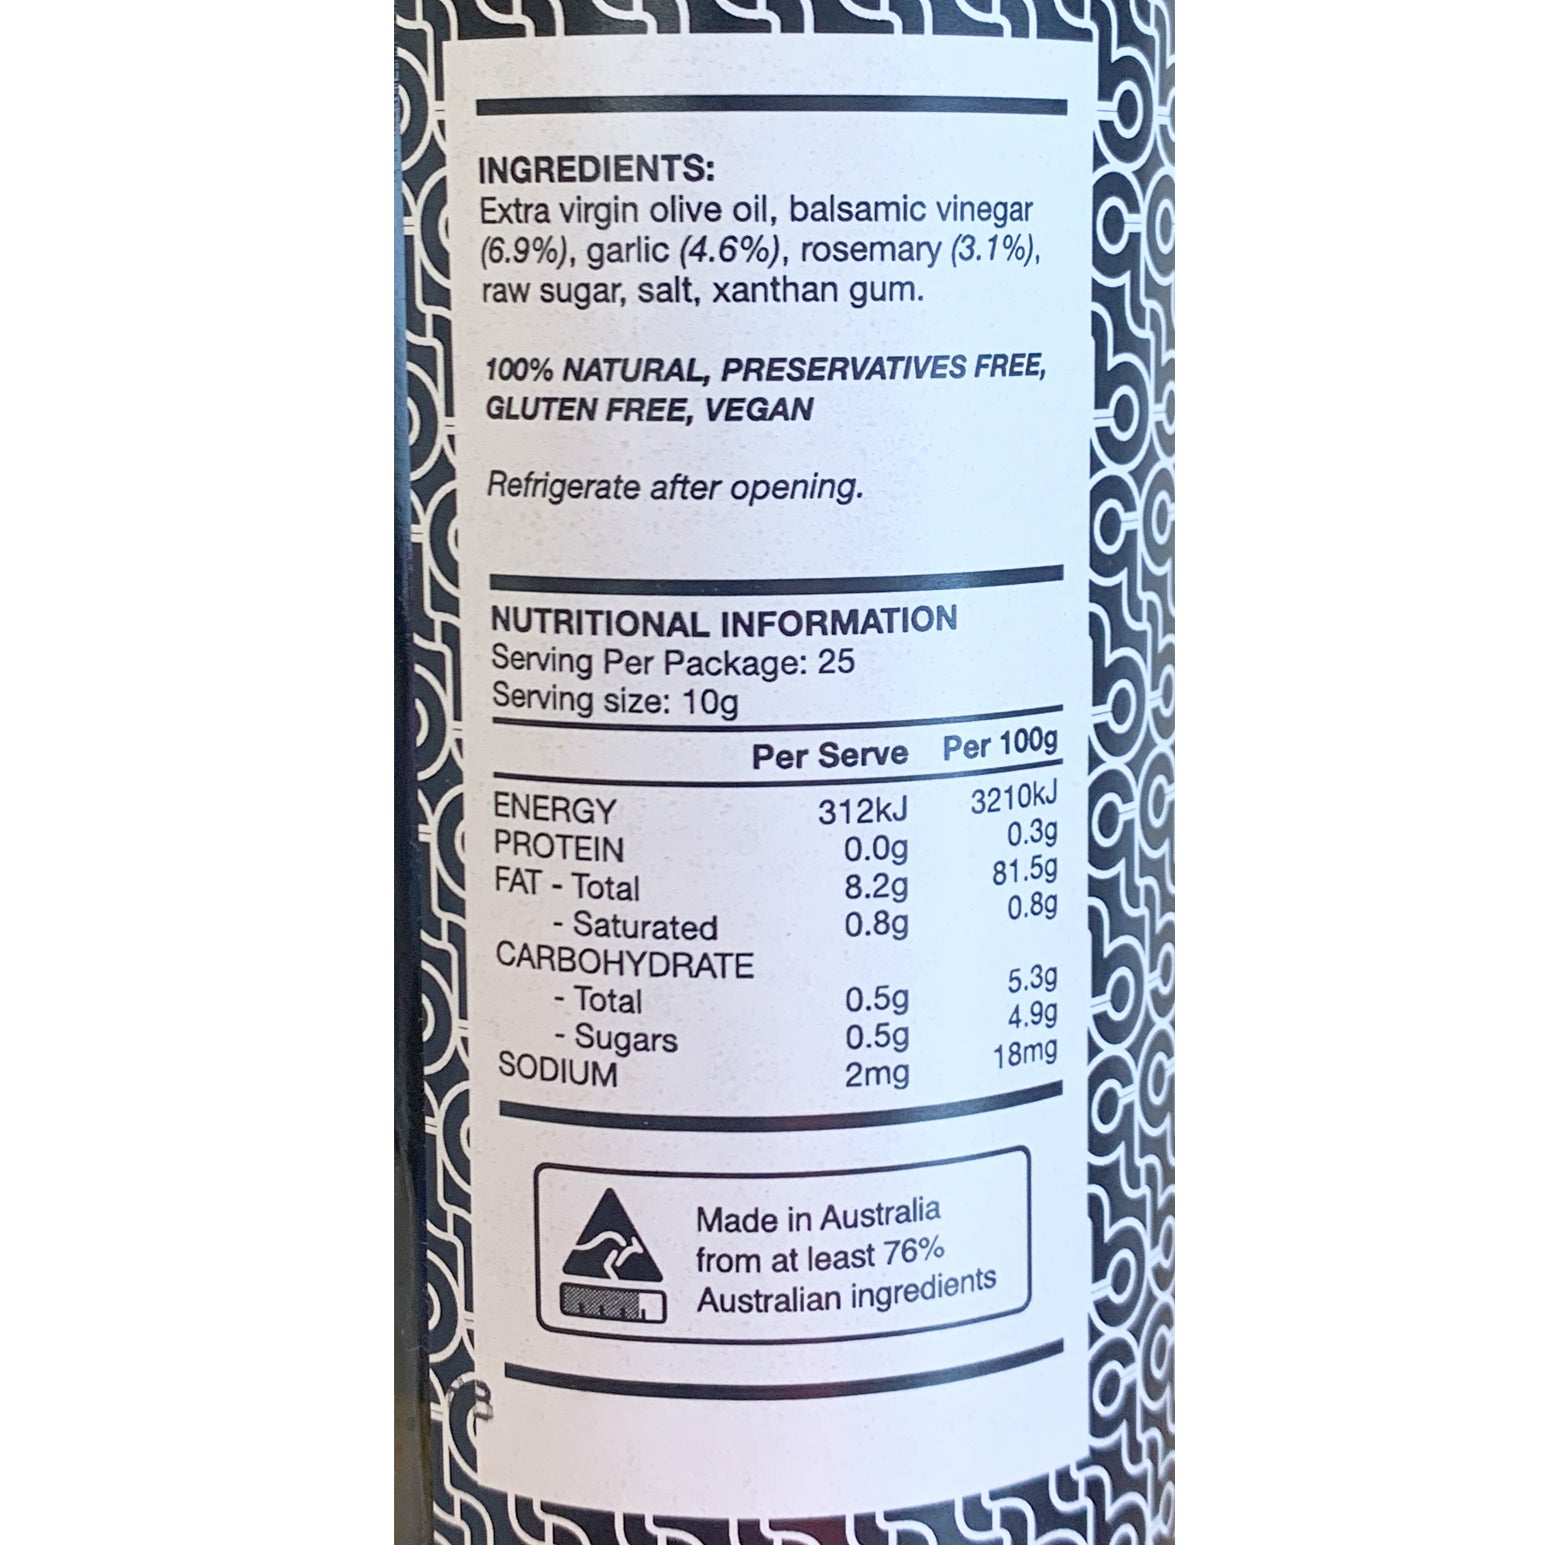 INGREDIENTS:
Extra virgin olive oil, balsamic vinegar
(6.9%), garlic (4.6%), rosemary (3.1%),
raw sugar, salt, xanthan gum.
100% NATURAL, PRESERVATIVES FREE,
GLUTEN FREE, VEGAN
Refrigerate after opening.
NUTRITIONAL INFORMATION
Serving Per Package: 25
Serving size: 10g
Per Serve Per 100g
ENERGY 312kJ 3210kJ
PROTEIN 0.0g 0.3g
FAT - Total 8.2g 81.5g
- Saturated 0.8g 0.8g
CARBOHYDRATE
- Total 0.5g 5.3g
- Sugars 0.5g 4.9g
SODIUM 2mg 18mg
Made in Australia
from at least 76%
Australian ingredients